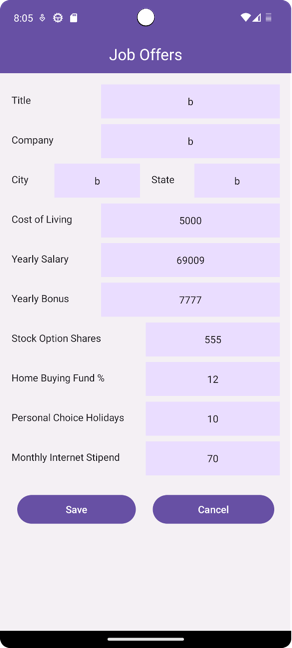 8:05
Job Offers
Title b
Company b
City b State b
Cost of Living 5000
Yearly Salary 69009
Yearly Bonus 7777
Stock Option Shares 555
Home Buying Fund % 12
Personal Choice Holidays 10
Monthly Internet Stipend 70
Save Cancel